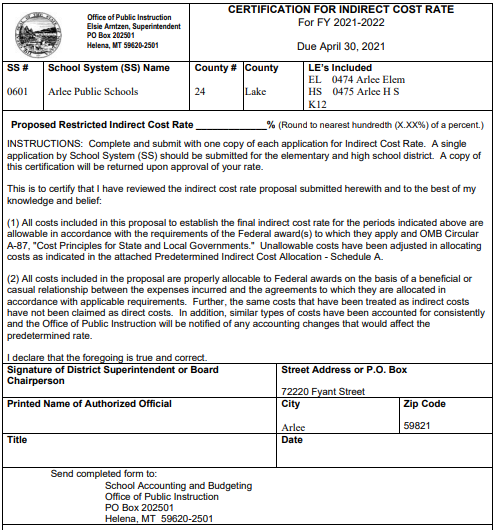 Office of Public Instruction
Elsie Arntzen, Superintendent
PO Box 202501
Helena, MT 59620-2501
CERTIFICATION FOR INDIRECT COST RATE
For FY 2021-2022
Due April 30, 2021
SS # School System (SS) Name County # County LE's Included
0601 Arlee Public Schools 24 Lake
EL 0474 Arlee Elem
HS 0475 Arlee H S
K12
Proposed Restricted Indirect Cost Rate _____________% (Round to nearest hundredth (X.XX%) of a percent.)
INSTRUCTIONS: Complete and submit with one copy of each application for Indirect Cost Rate. A single
application by School System (SS) should be submitted for the elementary and high school district. A copy of
this certification will be returned upon approval of your rate.
This is to certify that I have reviewed the indirect cost rate proposal submitted herewith and to the best of my
knowledge and belief:
(1) All costs included in this proposal to establish the final indirect cost rate for the periods indicated above are
allowable in accordance with the requirements of the Federal award(s) to which they apply and OMB Circular
A-87, "Cost Principles for State and Local Governments." Unallowable costs have been adjusted in allocating
costs as indicated in the attached Predetermined Indirect Cost Allocation - Schedule A.
(2) All costs included in the proposal are properly allocable to Federal awards on the basis of a beneficial or
casual relationship between the expenses incurred and the agreements to which they are allocated in
accordance with applicable requirements. Further, the same costs that have been treated as indirect costs
have not been claimed as direct costs. In addition, similar types of costs have been accounted for consistently
and the Office of Public Instruction will be notified of any accounting changes that would affect the
predetermined rate.
I declare that the foregoing is true and correct.
Signature of District Superintendent or Board
Chairperson
Street Address or P.O. Box
72220 Fyant Street
Printed Name of Authorized Official
City
Arlee
Zip Code
59821
Title
Date
Send completed form to:
School Accounting and Budgeting
Office of Public Instruction
PO Box 202501
Helena, MT 59620-2501